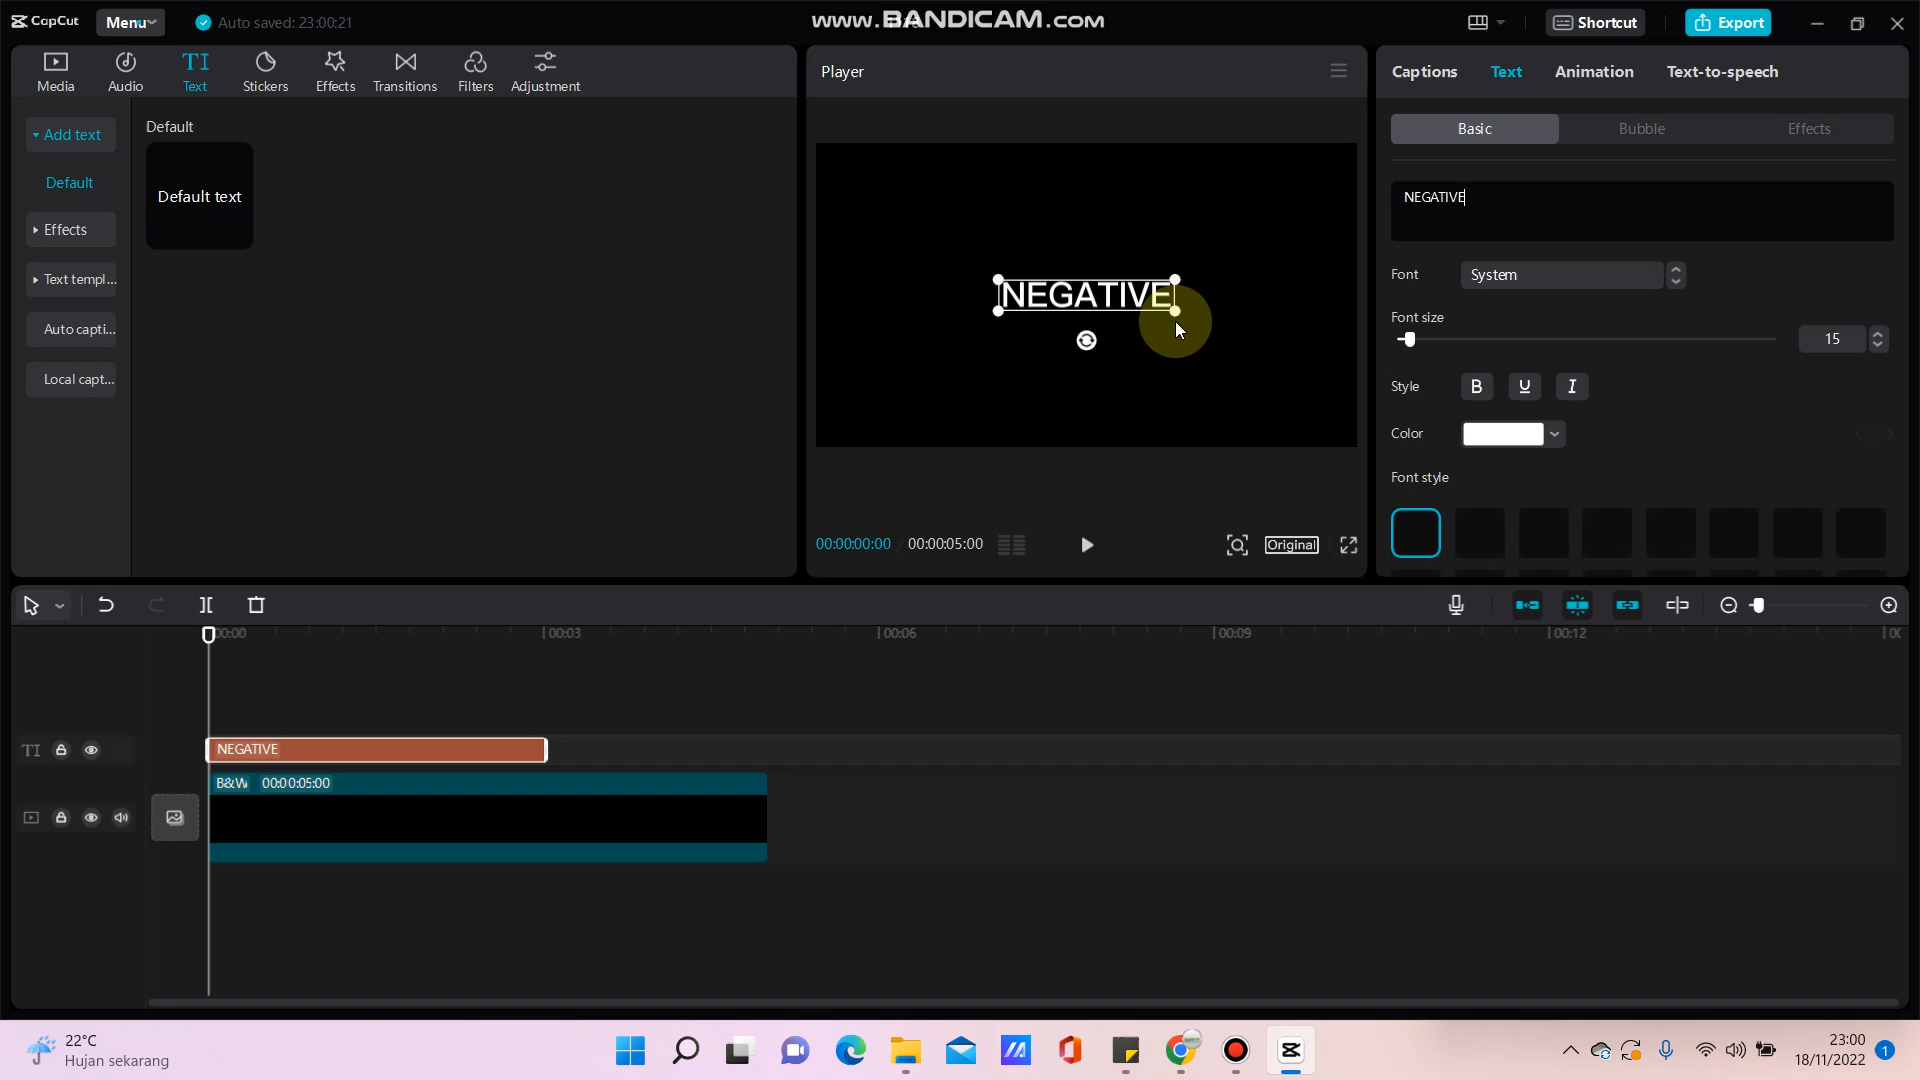 CapCut
Menu
Auto saved: 23:00:21
www.BANDICAM.com
Shortcut
Export
Media
Audio
TI
Text
Stickers
Effects
Transitions
Filters
Adjustment
Add text
Default
Effects
Text templ...
Auto capti...
Local capt...
Default
Default text
Player
NEGATIVE
00:00:00:00 / 00:00:05:00
Original
Captions
Text
Animation
Text-to-speech
Basic
Bubble
Effects
NEGATIVE
Font
System
Font size
15
Style
B U I
Color
Font style
00:00
00:03
00:06
00:09
00:12
TI
NEGATIVE
B&W 00:00:05:00
22°C
Hujan sekarang
23:00
18/11/2022
1